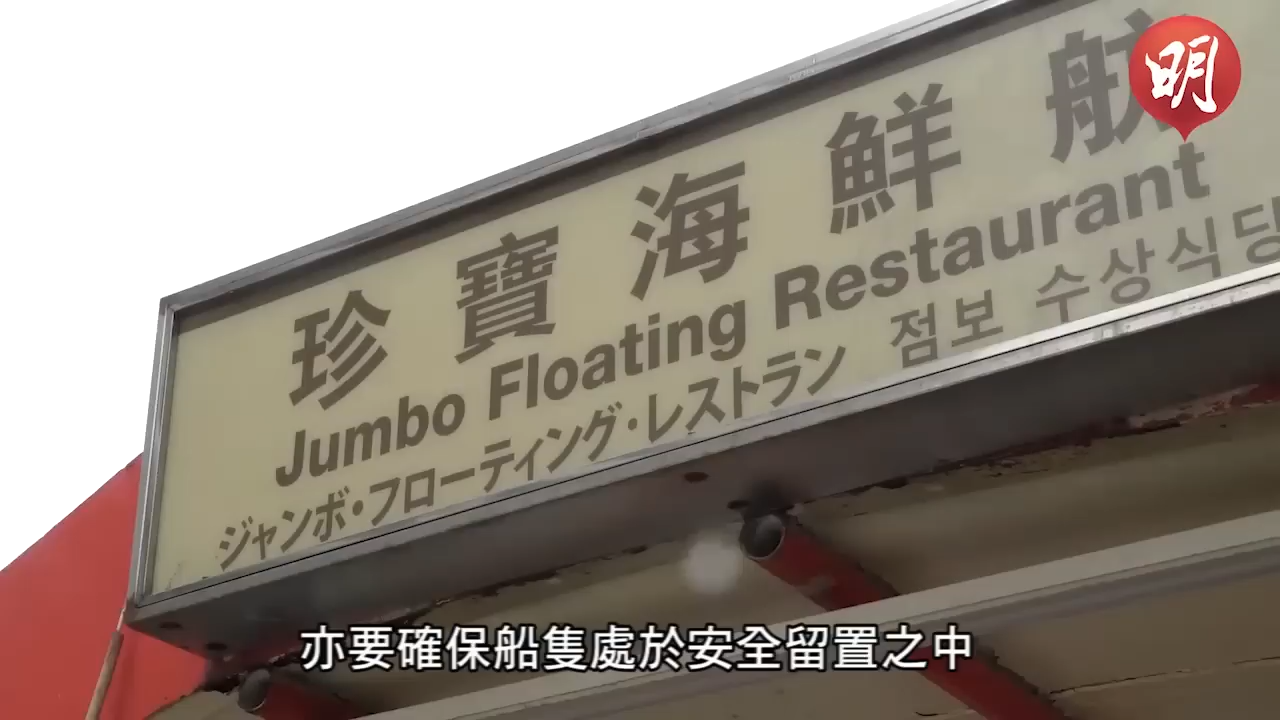 明
珍寶海鮮舫
Jumbo Floating Restaurant
ジャンボ・フローティング・レストラン 점보 수상식당
亦要確保船隻處於安全留置之中